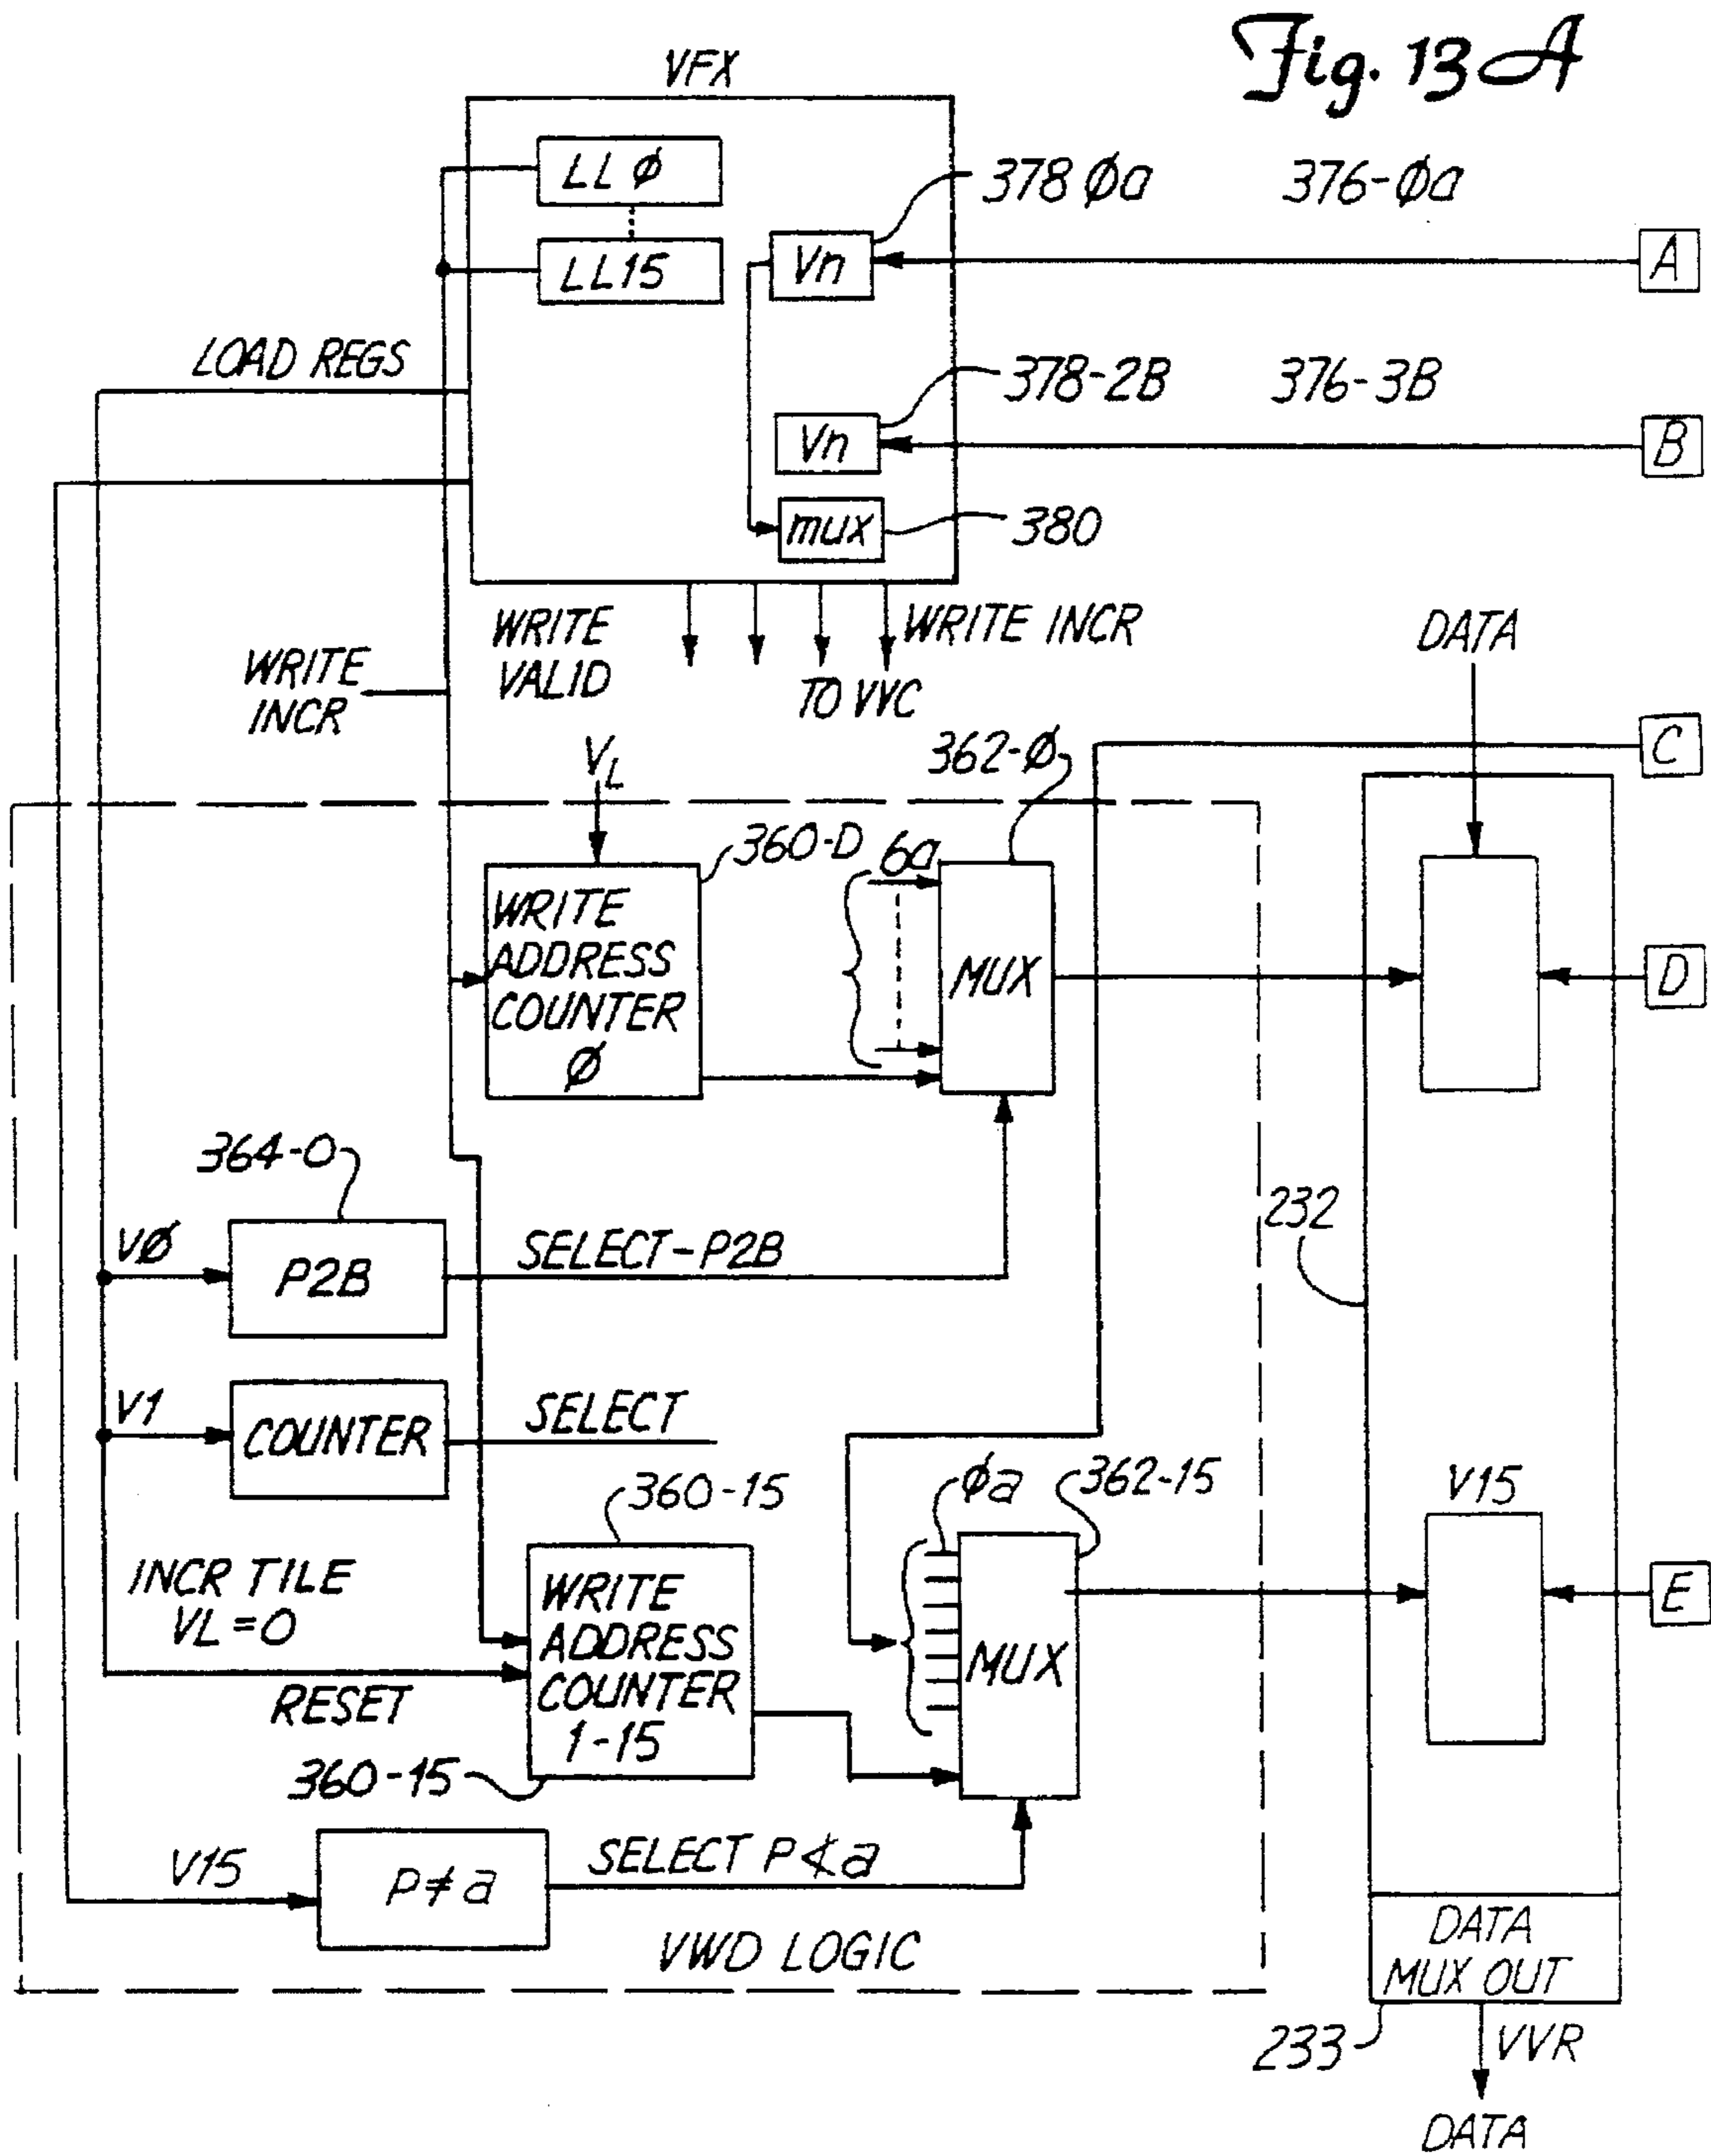 Fig. 13A
VFX
LL Ø
378 Øa
376-Øa
LL15
Vn
A
LOAD REGS
378-2B
376-3B
Vn
B
mux
380
WRITE
VALID
WRITE INCR
DATA
WRITE
INCR
TO VVC
VL
362-Ø
C
360-D
6a
WRITE
ADDRESS
COUNTER
Ø
MUX
D
364-0
232
VØ
P2B
SELECT-P2B
V1
COUNTER
SELECT
360-15
Øa
362-15
V15
INCR TILE
VL=0
WRITE
ADDRESS
COUNTER
1-15
MUX
E
RESET
360-15
V15
P≠a
SELECT P∢a
VWD LOGIC
DATA
MUX OUT
233
VVR
DATA